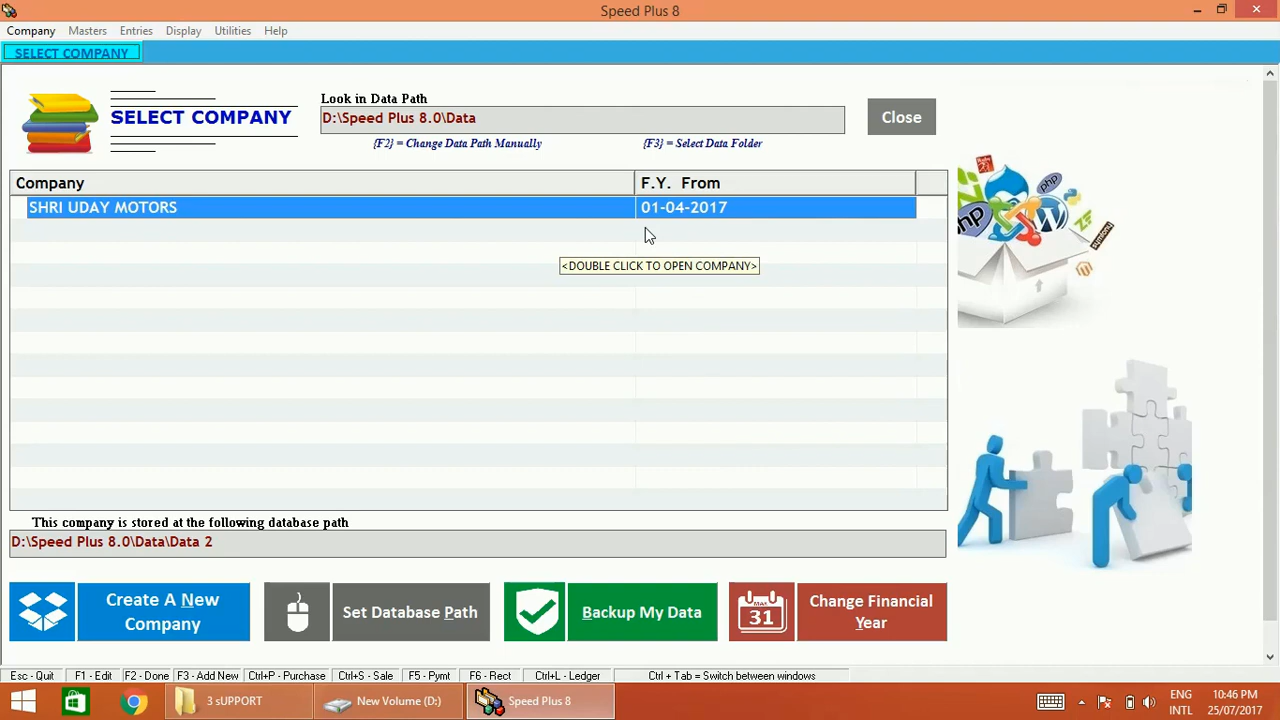 Speed Plus 8
Company Masters Entries Display Utilities Help
SELECT COMPANY
SELECT COMPANY
Look in Data Path
D:\Speed Plus 8.0\Data
Close
{F2} = Change Data Path Manually {F3} = Select Data Folder
Company F.Y. From
SHRI UDAY MOTORS 01-04-2017
<DOUBLE CLICK TO OPEN COMPANY>
php
Ruby
php
symfony
This company is stored at the following database path
D:\Speed Plus 8.0\Data\Data 2
Create A New
Company
Set Database Path
Backup My Data
31
Change Financial
Year
Esc - Quit F1 - Edit F2 - Done F3 - Add New Ctrl+P - Purchase Ctrl+S - Sale F5 - Pymt F6 - Rect Ctrl+L - Ledger Ctrl + Tab = Switch between windows
3 sUPPORT New Volume (D:) Speed Plus 8
ENG
INTL
10:46 PM
25/07/2017